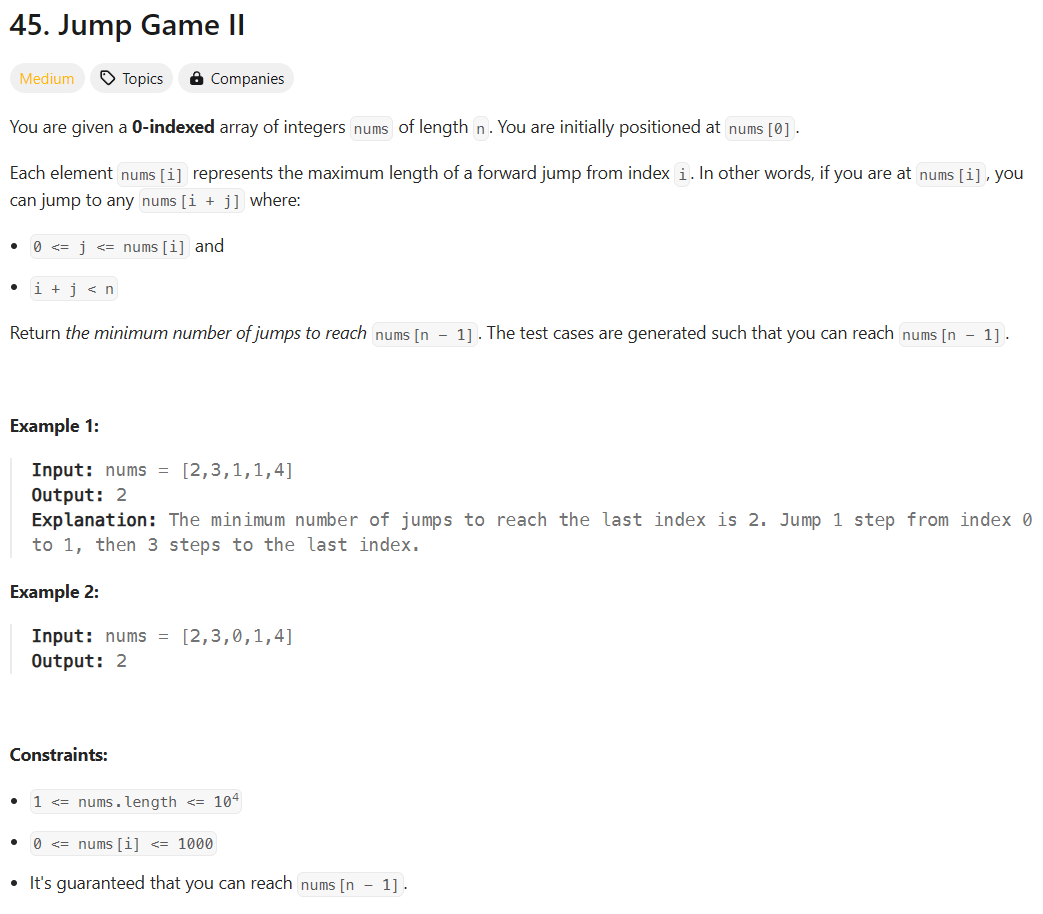 45. Jump Game II
Medium Topics Companies
You are given a 0-indexed array of integers nums of length n. You are initially positioned at nums[0].
Each element nums[i] represents the maximum length of a forward jump from index i. In other words, if you are at nums[i], you
can jump to any nums[i + j] where:
• 0 <= j <= nums[i] and
• i + j < n
Return the minimum number of jumps to reach nums[n - 1]. The test cases are generated such that you can reach nums[n - 1].
Example 1:
Input: nums = [2,3,1,1,4]
Output: 2
Explanation: The minimum number of jumps to reach the last index is 2. Jump 1 step from index 0
to 1, then 3 steps to the last index.
Example 2:
Input: nums = [2,3,0,1,4]
Output: 2
Constraints:
• 1 <= nums.length <= 10⁴
• 0 <= nums[i] <= 1000
• It's guaranteed that you can reach nums[n - 1].